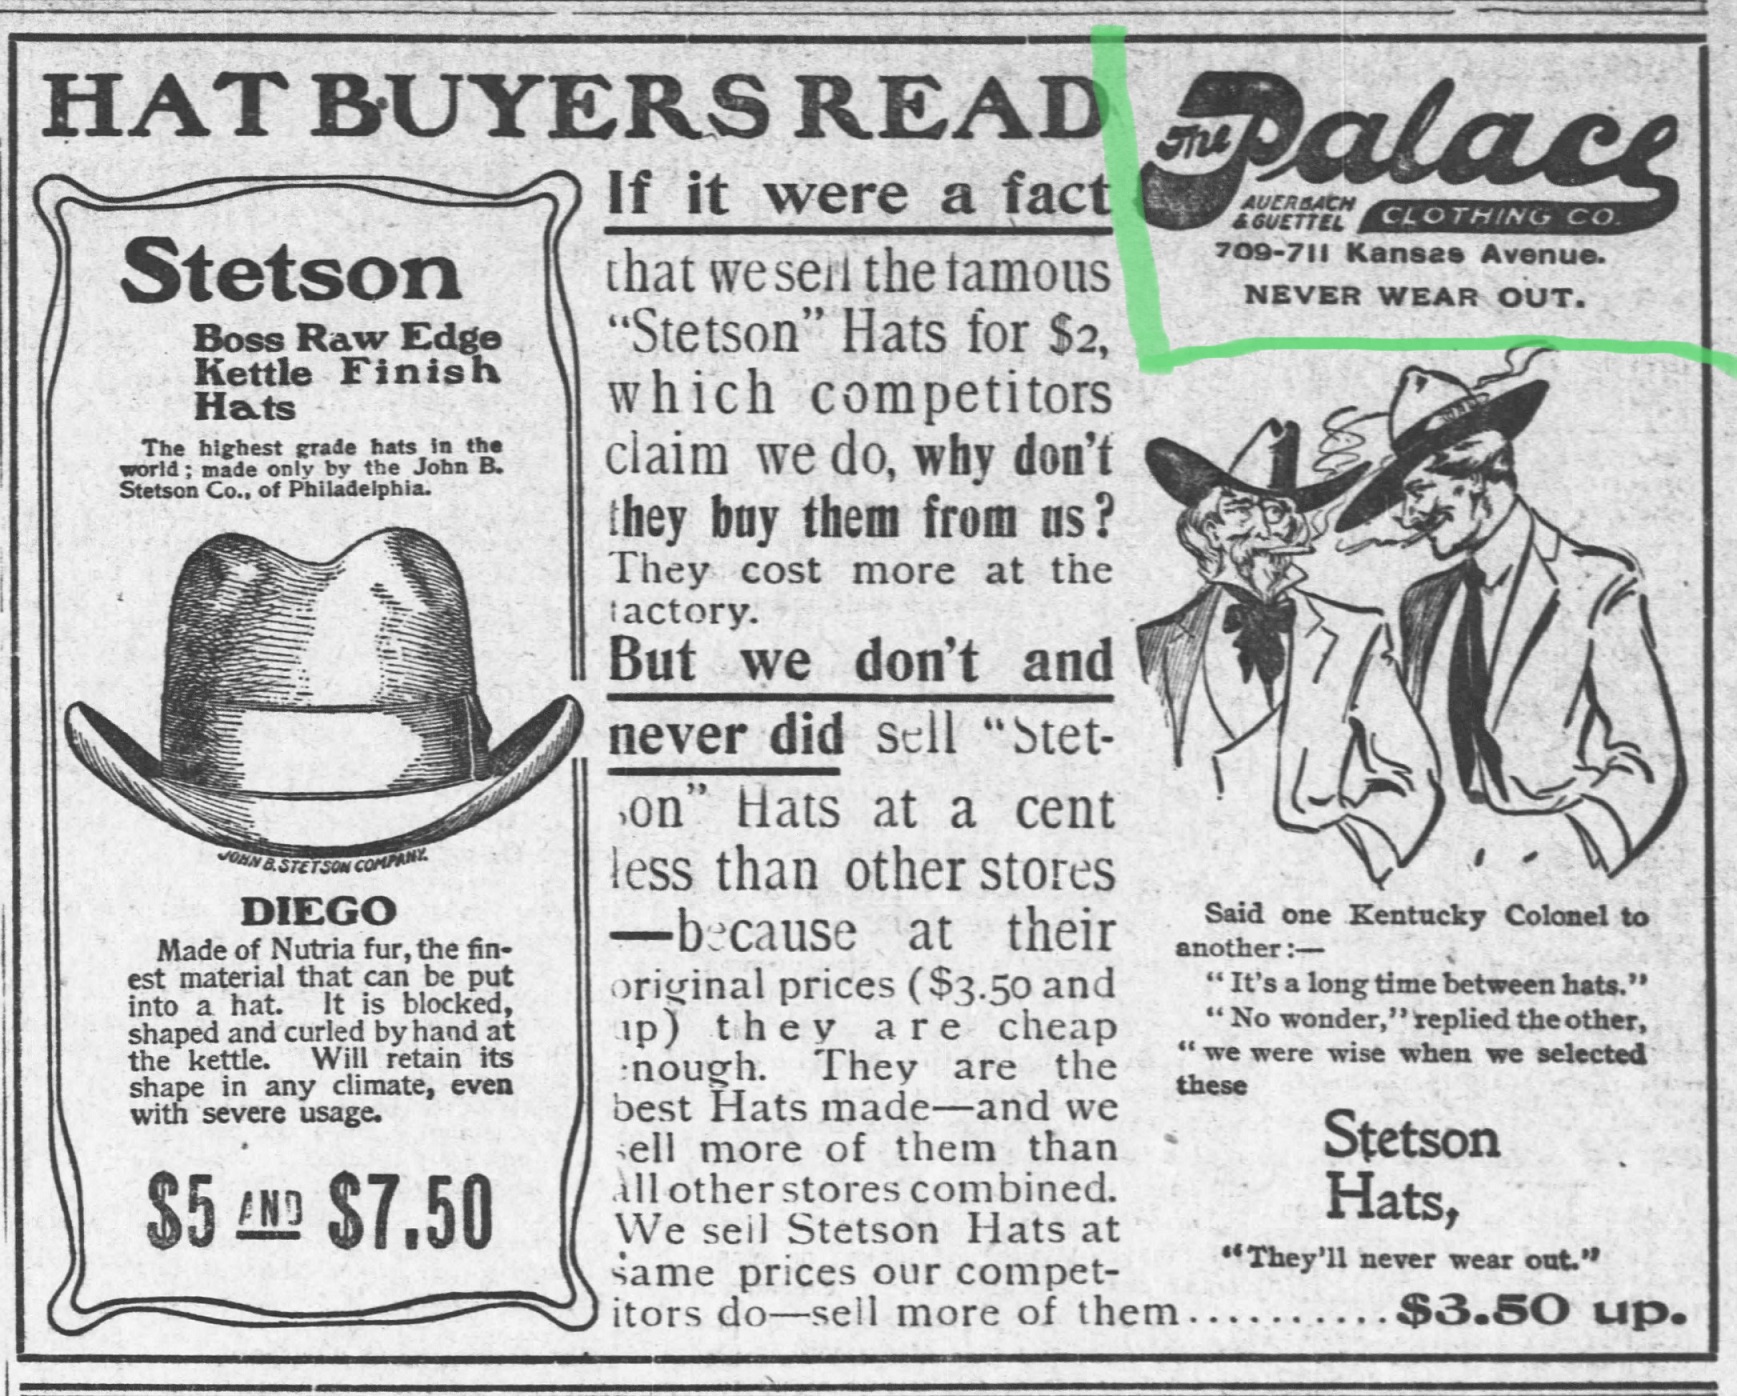 HAT BUYERS READ
Stetson
Boss Raw Edge
Kettle Finish
Hats
The highest grade hats in the
world; made only by the John B.
Stetson Co., of Philadelphia.
JOHN B. STETSON COMPANY.
DIEGO
Made of Nutria fur, the fin-
est material that can be put
into a hat. It is blocked,
shaped and curled by hand at
the kettle. Will retain its
shape in any climate, even
with severe usage.
$5 AND $7.50
If it were a fact
that we sell the famous
"Stetson" Hats for $2,
which competitors
claim we do, why don't
they buy them from us?
They cost more at the
factory.
But we don't and
never did sell "Stet-
son" Hats at a cent
less than other stores
—because at their
original prices ($3.50 and
up) they are cheap
enough. They are the
best Hats made—and we
sell more of them than
all other stores combined.
We sell Stetson Hats at
same prices our compet-
itors do—sell more of them..........$3.50 up.
The Palace
AUERBACH
& GUETTEL CLOTHING CO.
709-711 Kansas Avenue.
NEVER WEAR OUT.
Said one Kentucky Colonel to
another:—
"It's a long time between hats."
"No wonder," replied the other,
"we were wise when we selected
these
Stetson
Hats,
"They'll never wear out."